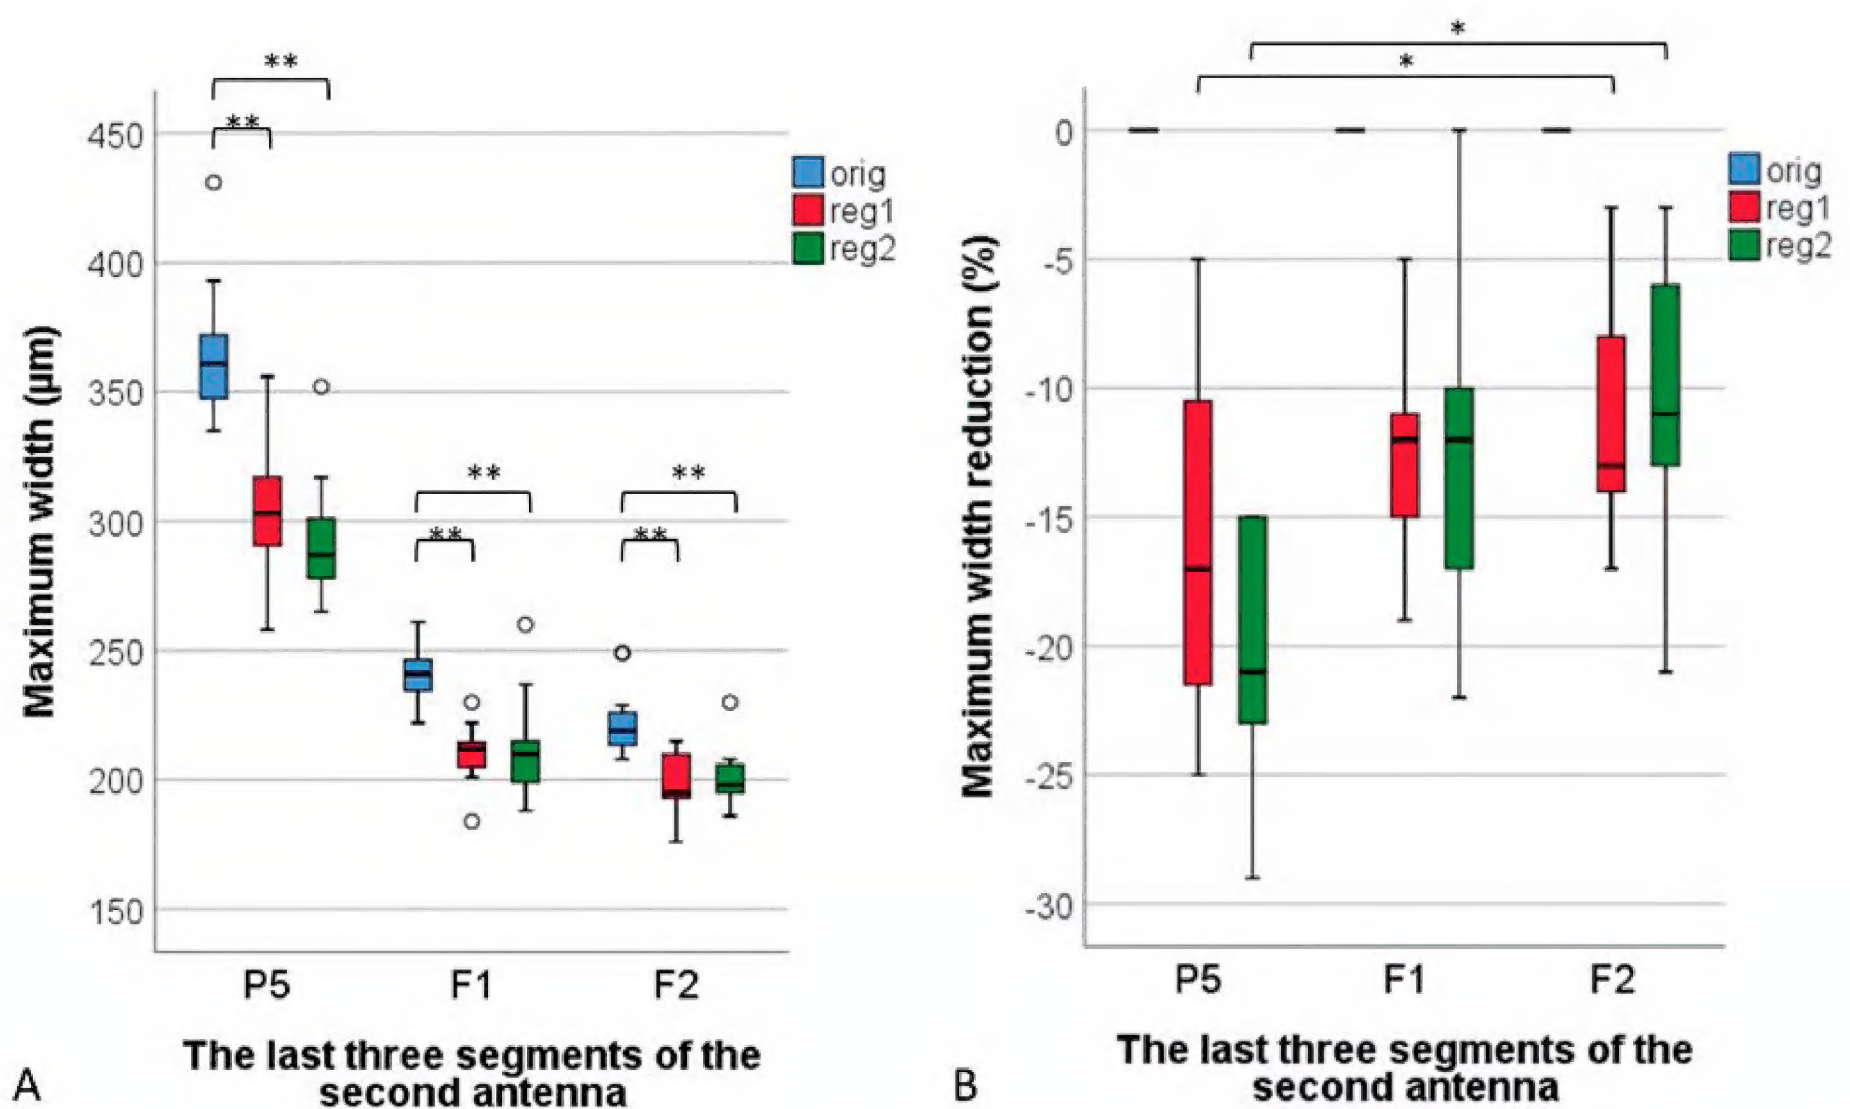 **
**
450
400
350
300
250
200
150
Maximum width (µm)
orig
reg1
reg2
**
**
**
**
P5 F1 F2
The last three segments of the
second antenna
A
*
*
0
-5
-10
-15
-20
-25
-30
Maximum width reduction (%)
orig
reg1
reg2
P5 F1 F2
The last three segments of the
second antenna
B